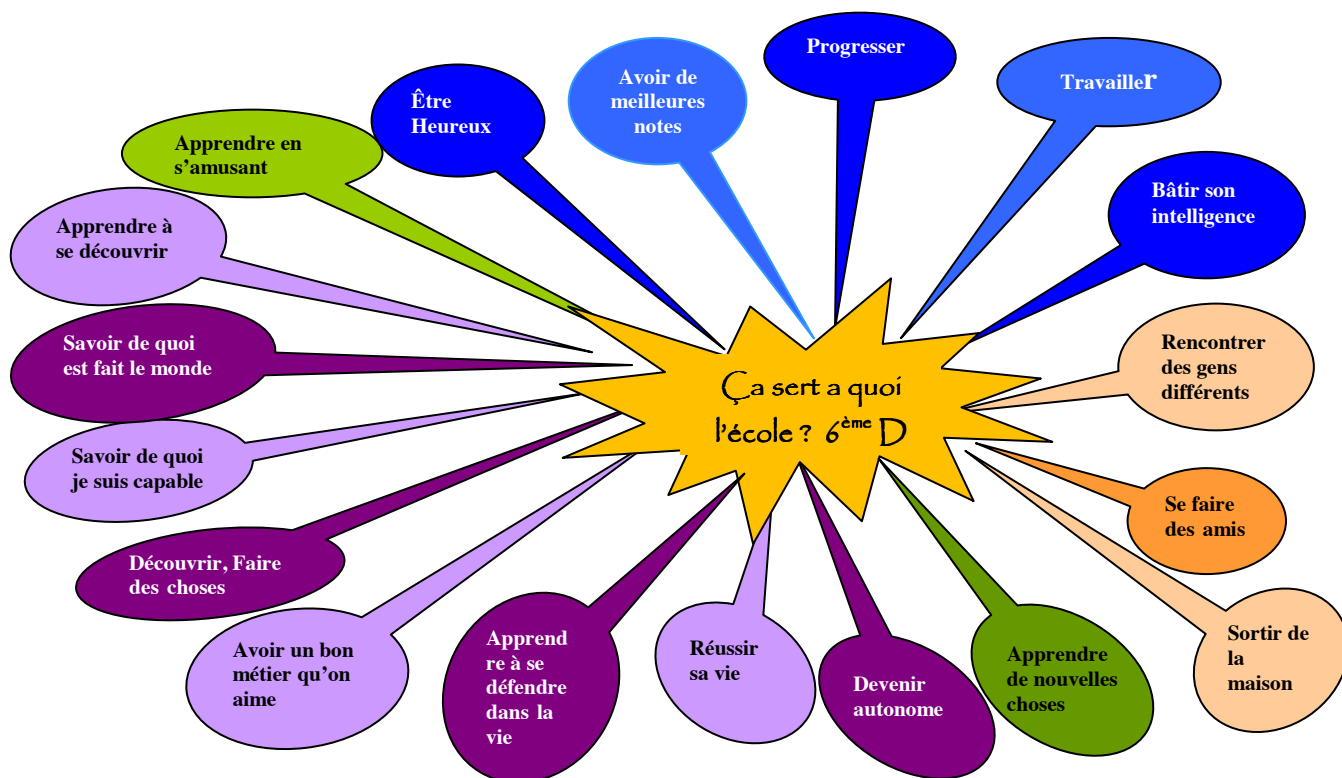 Progresser
Travailler
Avoir de
meilleures
notes
Être
Heureux
Apprendre en
s'amusant
Bâtir son
intelligence
Apprendre à
se découvrir
Savoir de quoi
est fait le monde
Rencontrer
des gens
différents
Ça sert a quoi
l'école ? 6ème D
Savoir de quoi
je suis capable
Se faire
des amis
Découvrir, Faire
des choses
Avoir un bon
métier qu'on
aime
Apprend
re à se
défendre
dans la
vie
Réussir
sa vie
Devenir
autonome
Apprendre
de nouvelles
choses
Sortir de
la
maison